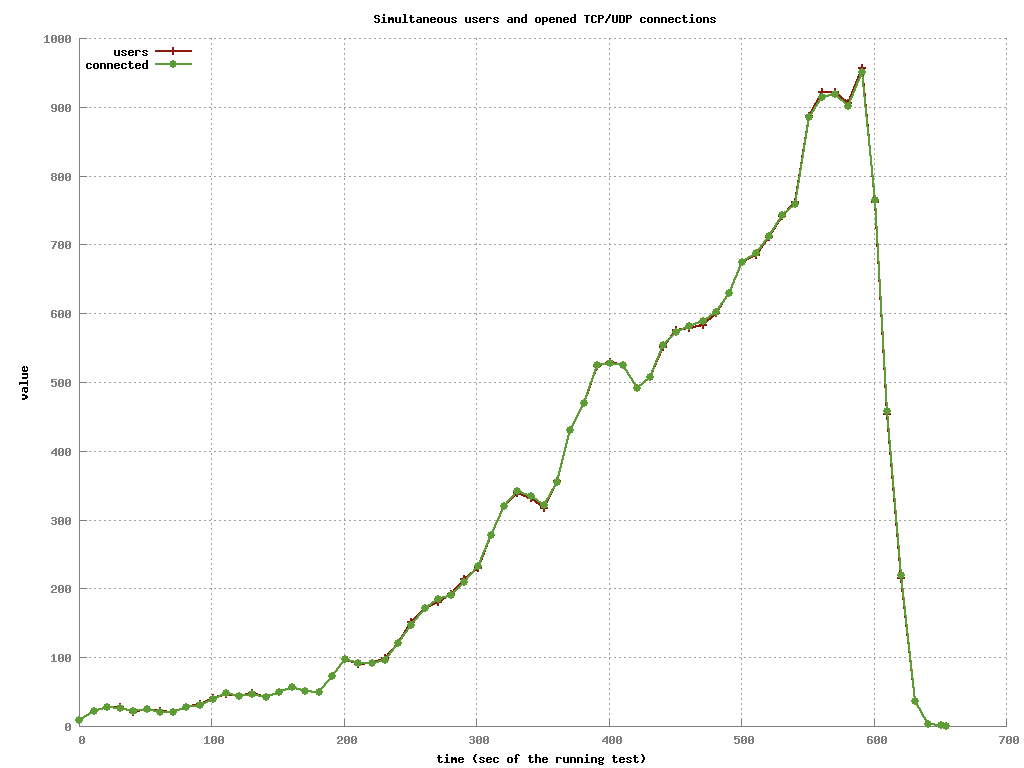 Simultaneous users and opened TCP/UDP connections
1000
users
connected
900
800
700
600
500
value
400
300
200
100
0
0 100 200 300 400 500 600 700
time (sec of the running test)